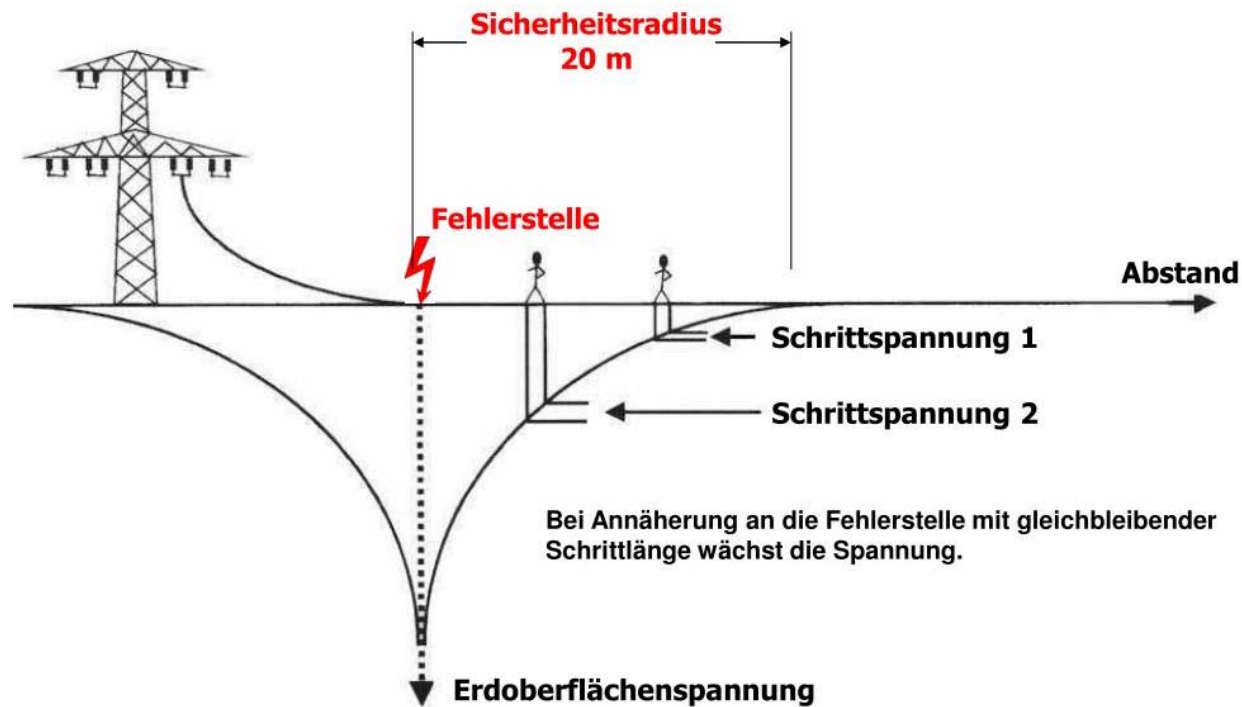 Sicherheitsradius
20 m
Fehlerstelle
Abstand
Schrittspannung 1
Schrittspannung 2
Bei Annäherung an die Fehlerstelle mit gleichbleibender
Schrittlänge wächst die Spannung.
Erdoberflächenspannung